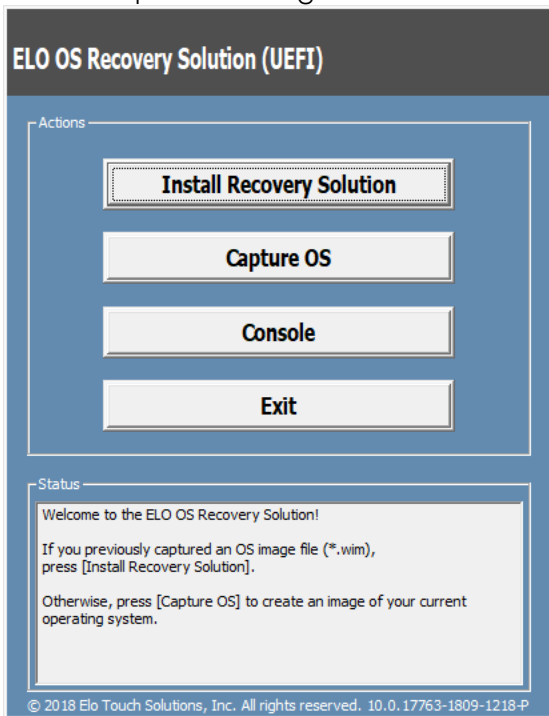 ELO OS Recovery Solution (UEFI)
Actions
Install Recovery Solution
Capture OS
Console
Exit
Status
Welcome to the ELO OS Recovery Solution!
If you previously captured an OS image file (*.wim),
press [Install Recovery Solution].
Otherwise, press [Capture OS] to create an image of your current
operating system.
© 2018 Elo Touch Solutions, Inc. All rights reserved. 10.0.17763-1809-1218-P